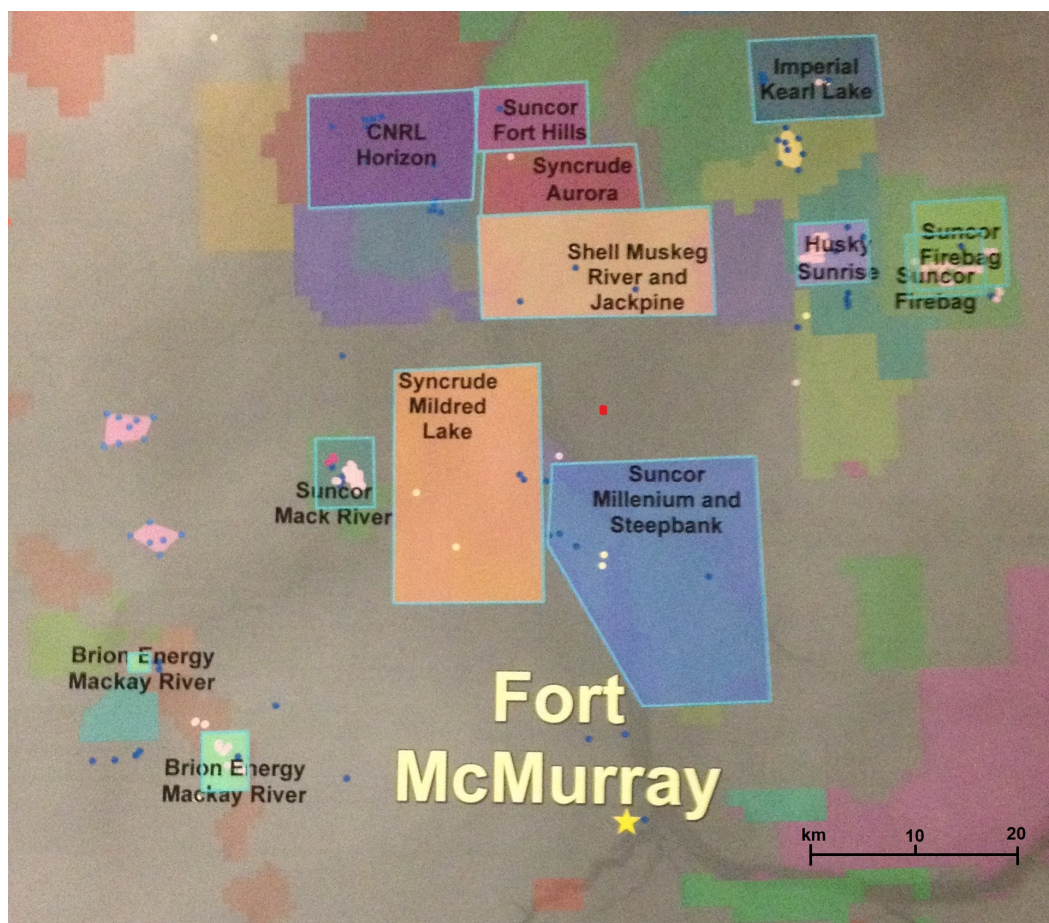 Imperial
Kearl Lake
CNRL
Horizon
Suncor
Fort Hills
Syncrude
Aurora
Shell Muskeg
River and
Jackpine
Husky
Sunrise
Suncor
Firebag
Suncor
Firebag
Syncrude
Mildred
Lake
Suncor
Mack River
Suncor
Millenium and
Steepbank
Brion Energy
Mackay River
Brion Energy
Mackay River
Fort
McMurray
km 10 20